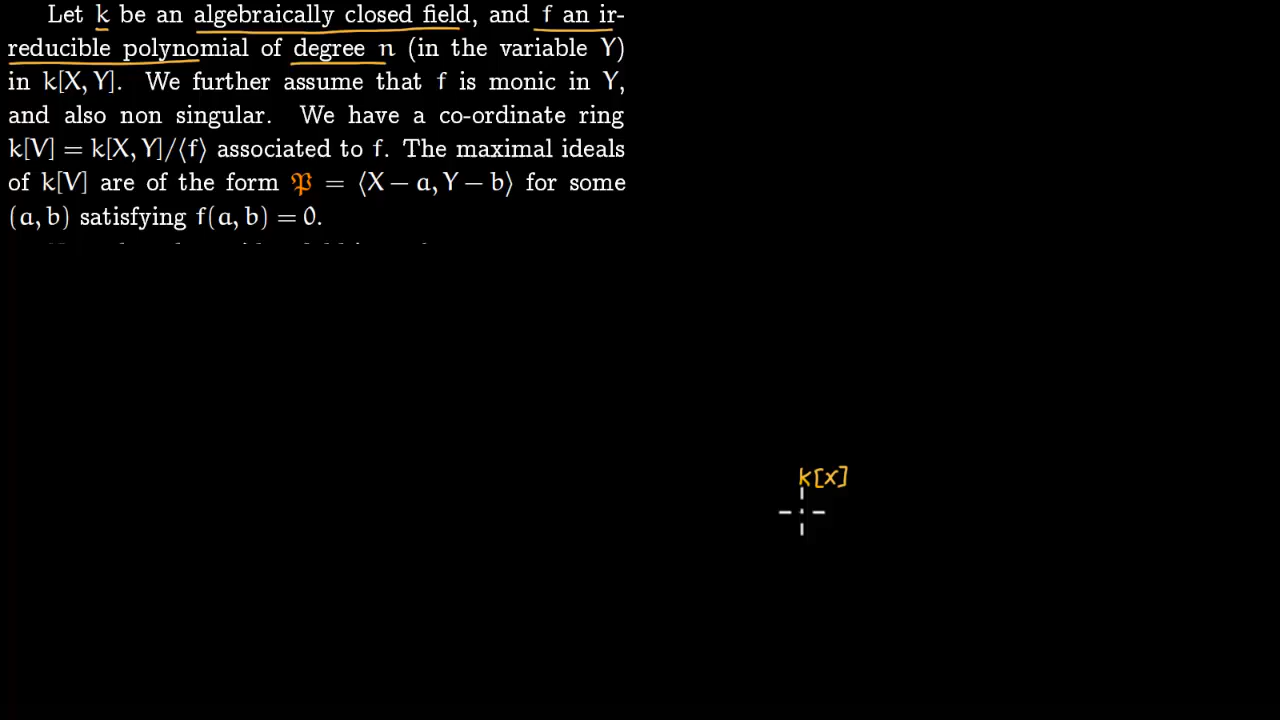 Let k be an algebraically closed field, and f an ir-
reducible polynomial of degree n (in the variable Y)
in k[X, Y]. We further assume that f is monic in Y,
and also non singular. We have a co-ordinate ring
k[V] = k[X, Y]/⟨f⟩ associated to f. The maximal ideals
of k[V] are of the form 𝔓 = ⟨X − a, Y − b⟩ for some
(a, b) satisfying f(a, b) = 0.
k[x]